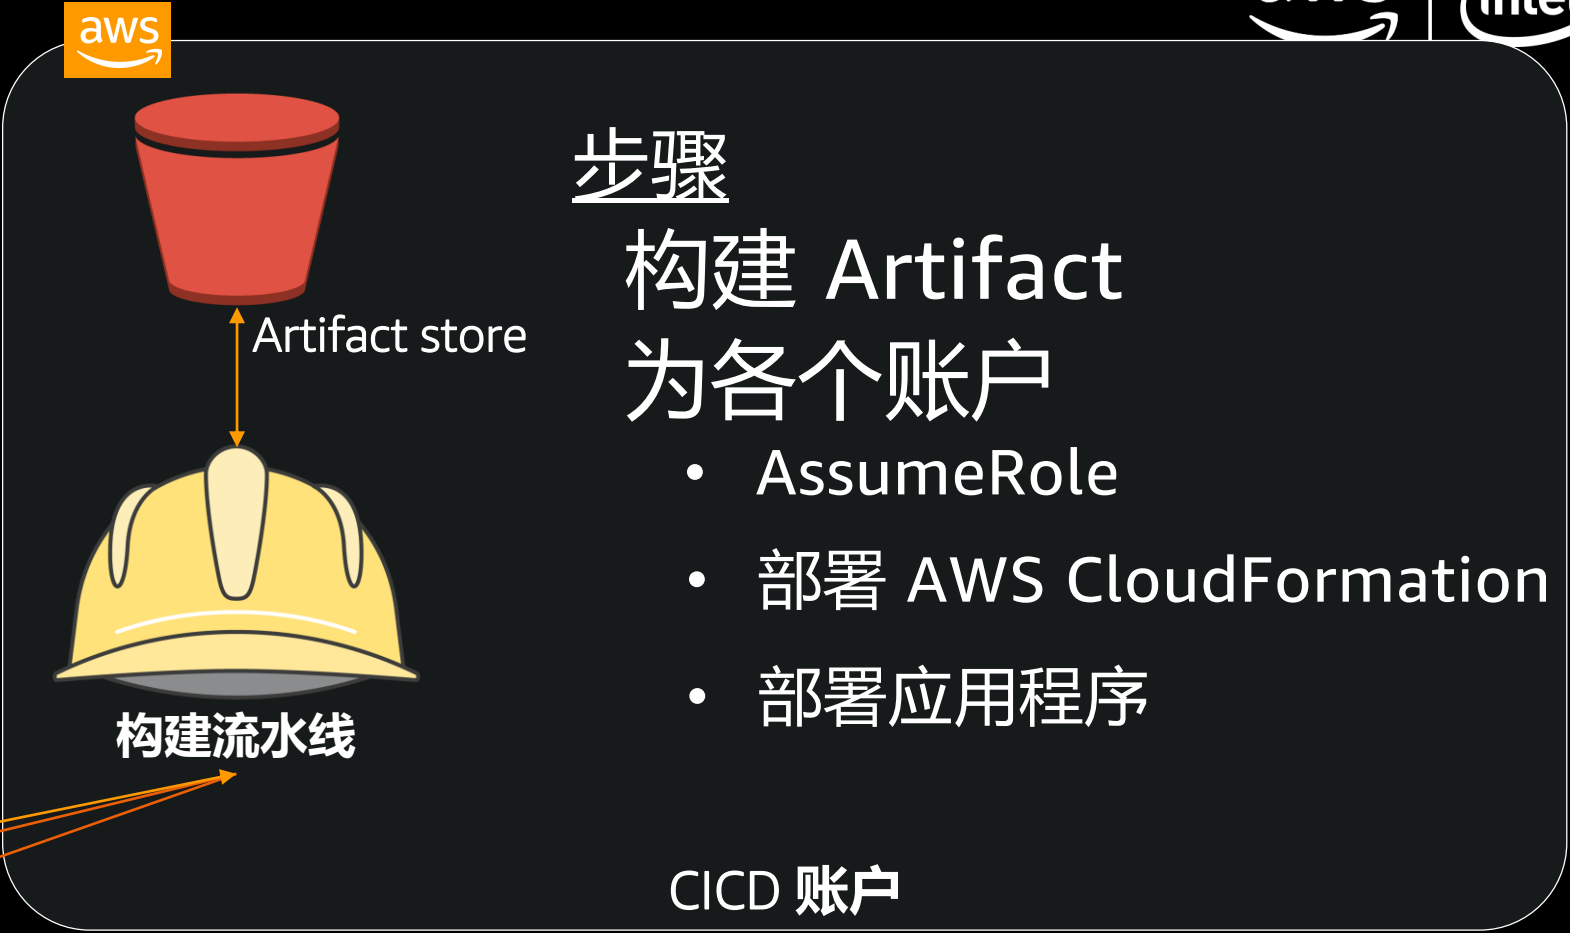 aws
步骤
构建 Artifact
为各个账户
• AssumeRole
• 部署 AWS CloudFormation
• 部署应用程序
Artifact store
构建流水线
CICD 账户